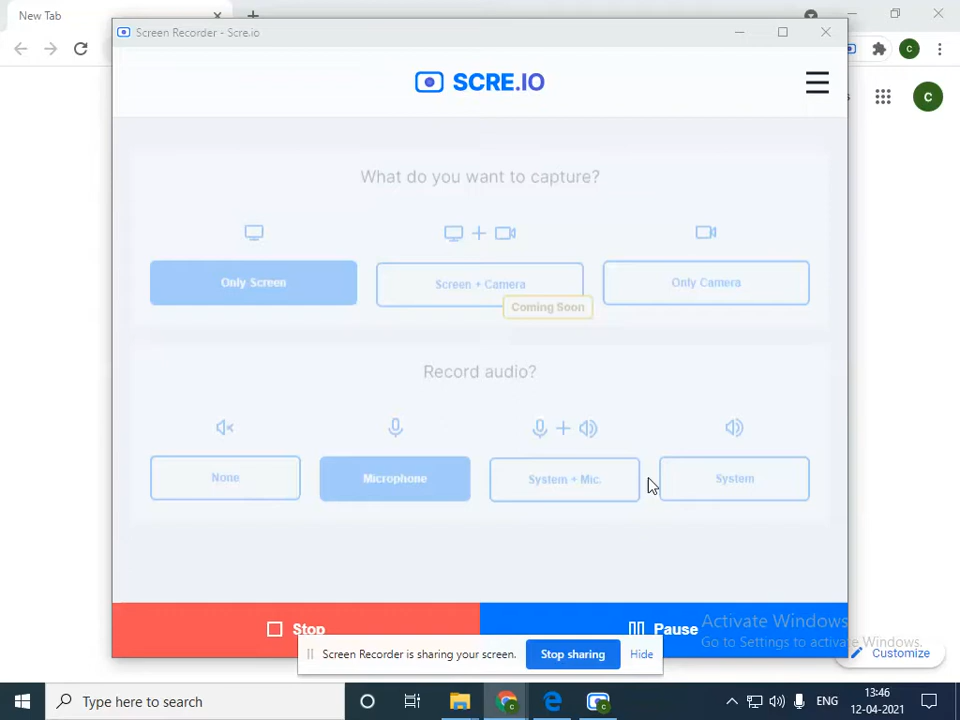 New Tab
Screen Recorder - Scre.io
C
SCRE.IO
C
What do you want to capture?
Only Screen
Screen + Camera
Only Camera
Coming Soon
Record audio?
None
Microphone
System + Mic.
System
Stop
Pause
Activate Windows
Go to Settings to activate Windows.
Screen Recorder is sharing your screen.
Stop sharing
Hide
Customize
Type here to search
ENG
13:46
12-04-2021